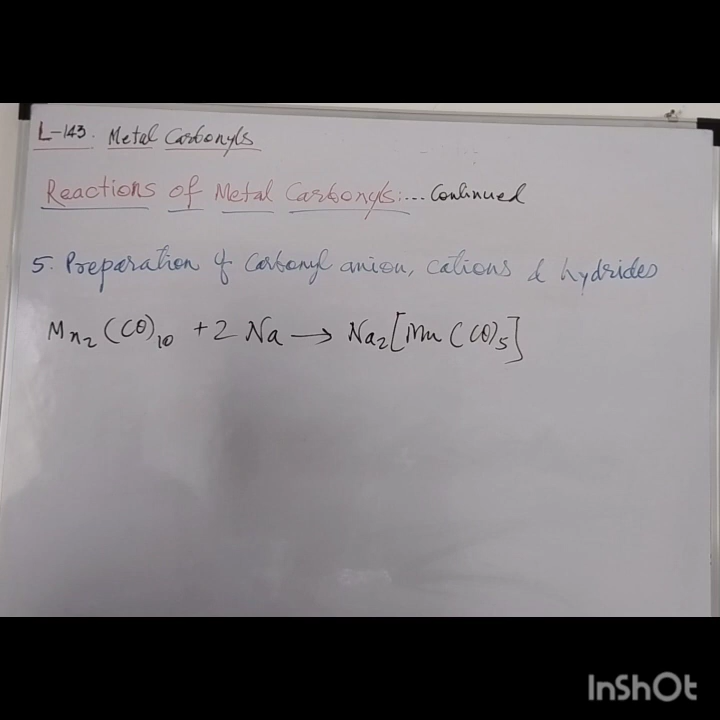 L-143. Metal Carbonyls
Reactions of Metal Carbonyls:... Continued
5. Preparation of Carbonyl anion, cations & hydrides
Mn₂(CO)₁₀ + 2 Na → Na₂[Mn(CO)₅]
InShOt